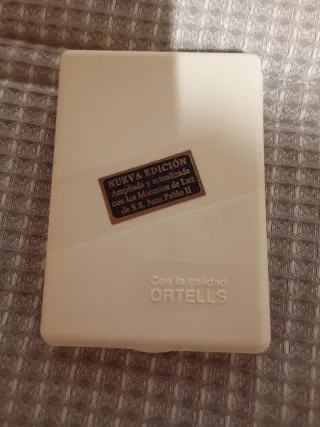 NUEVA EDICIÓN
Ampliada y actualizada
con los Misterios de Luz
de S.S. Juan Pablo II
Con la calidad
ORTELLS